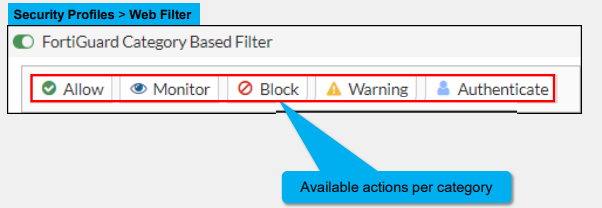 Security Profiles > Web Filter
FortiGuard Category Based Filter
Allow Monitor Block Warning Authenticate
Available actions per category